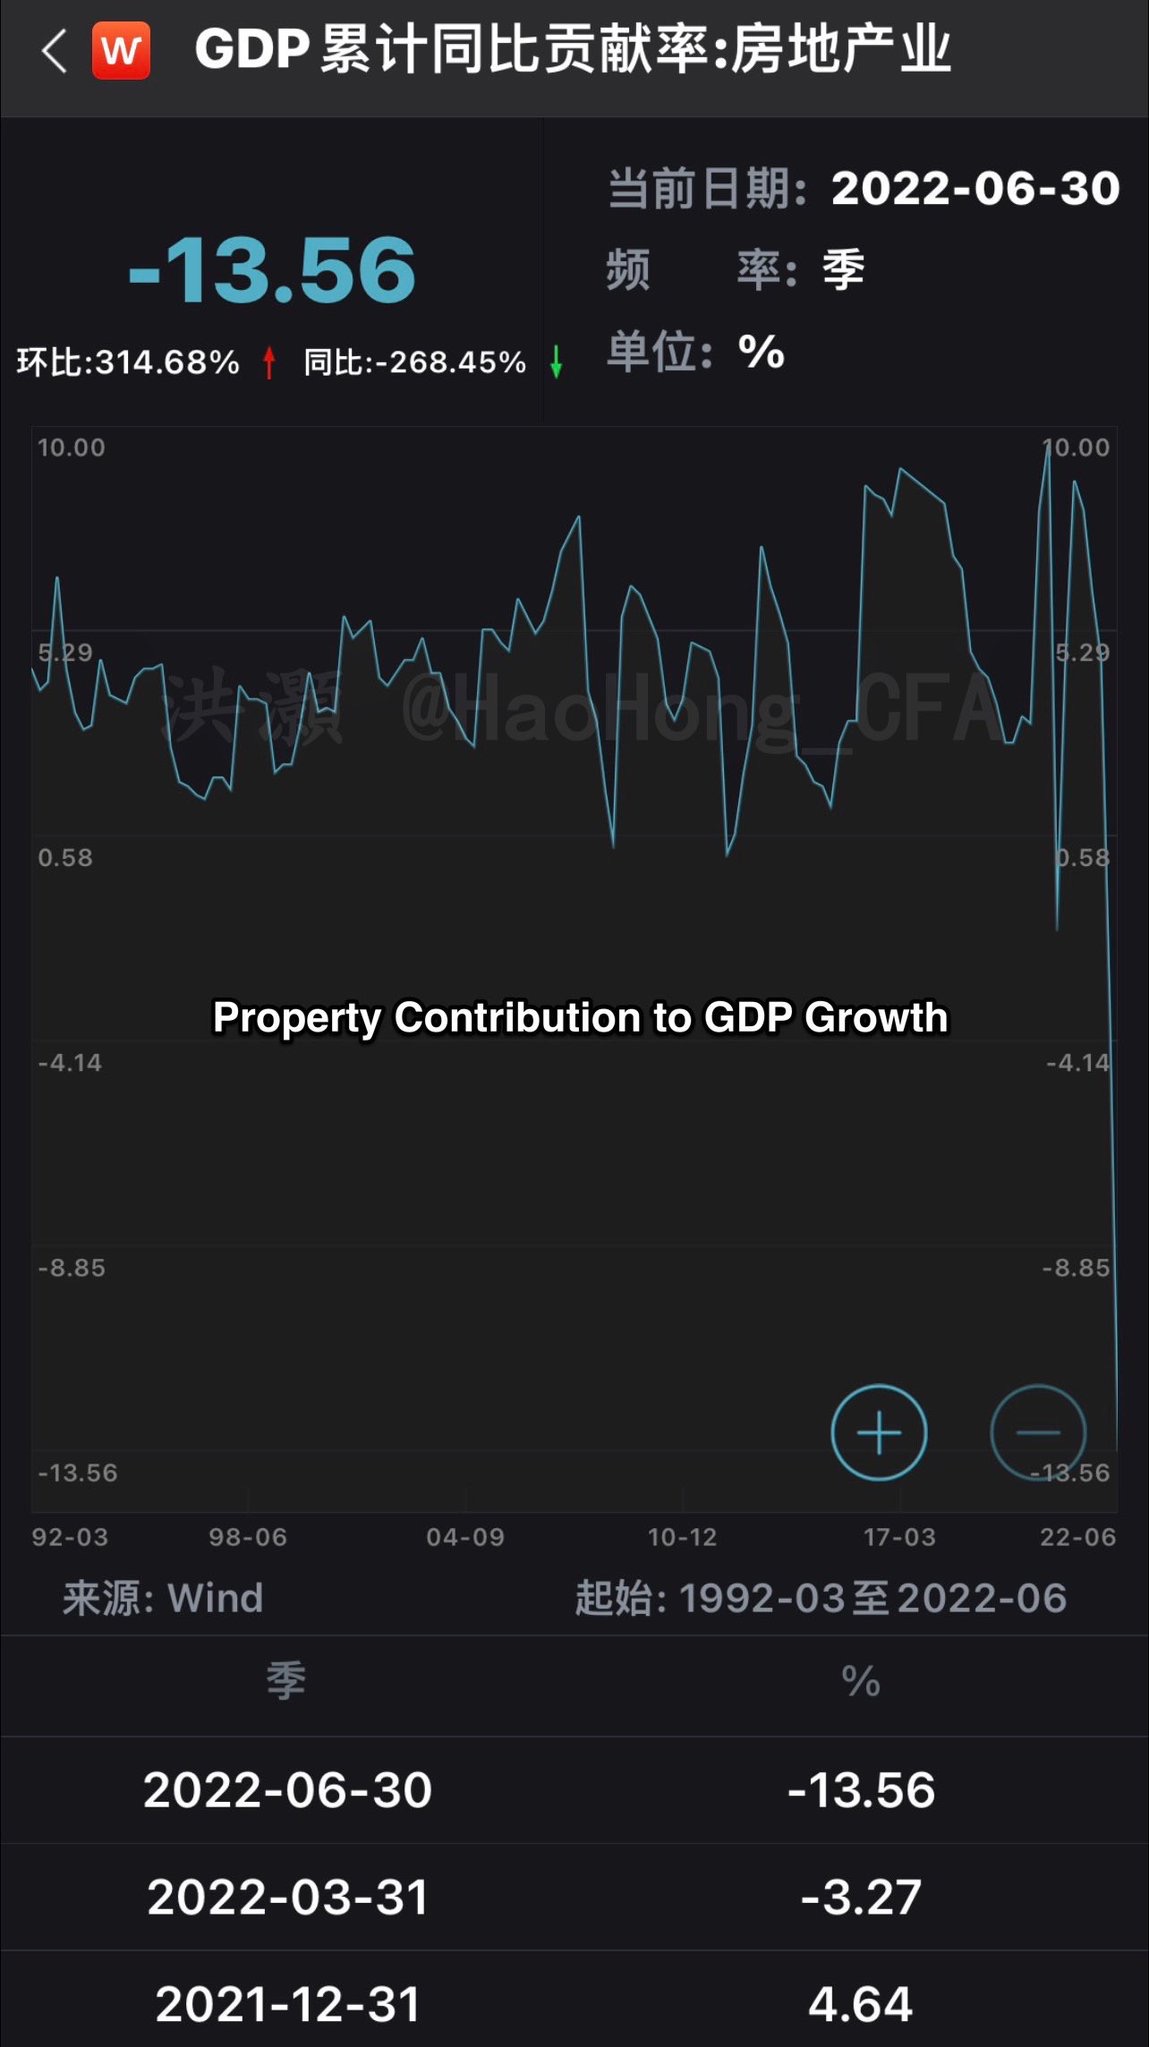 W GDP累计同比贡献率:房地产业
-13.56
环比:314.68% ↑ 同比:-268.45% ↓
当前日期: 2022-06-30
频 率: 季
单位: %
10.00 10.00
5.29 5.29
洪灝 @HaoHong_CFA
0.58 0.58
Property Contribution to GDP Growth
-4.14 -4.14
-8.85 -8.85
-13.56 -13.56
92-03 98-06 04-09 10-12 17-03 22-06
来源: Wind 起始: 1992-03至2022-06
季 %
2022-06-30 -13.56
2022-03-31 -3.27
2021-12-31 4.64